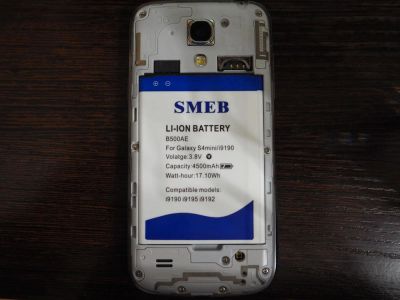 SMEB
LI-ION BATTERY
B500AE
For Galaxy S4mini/i9190
Volatge:3.8V
Capacity:4500mAh
Watt-hour:17.10Wh
Compatible models:
i9190 i9195 i9192